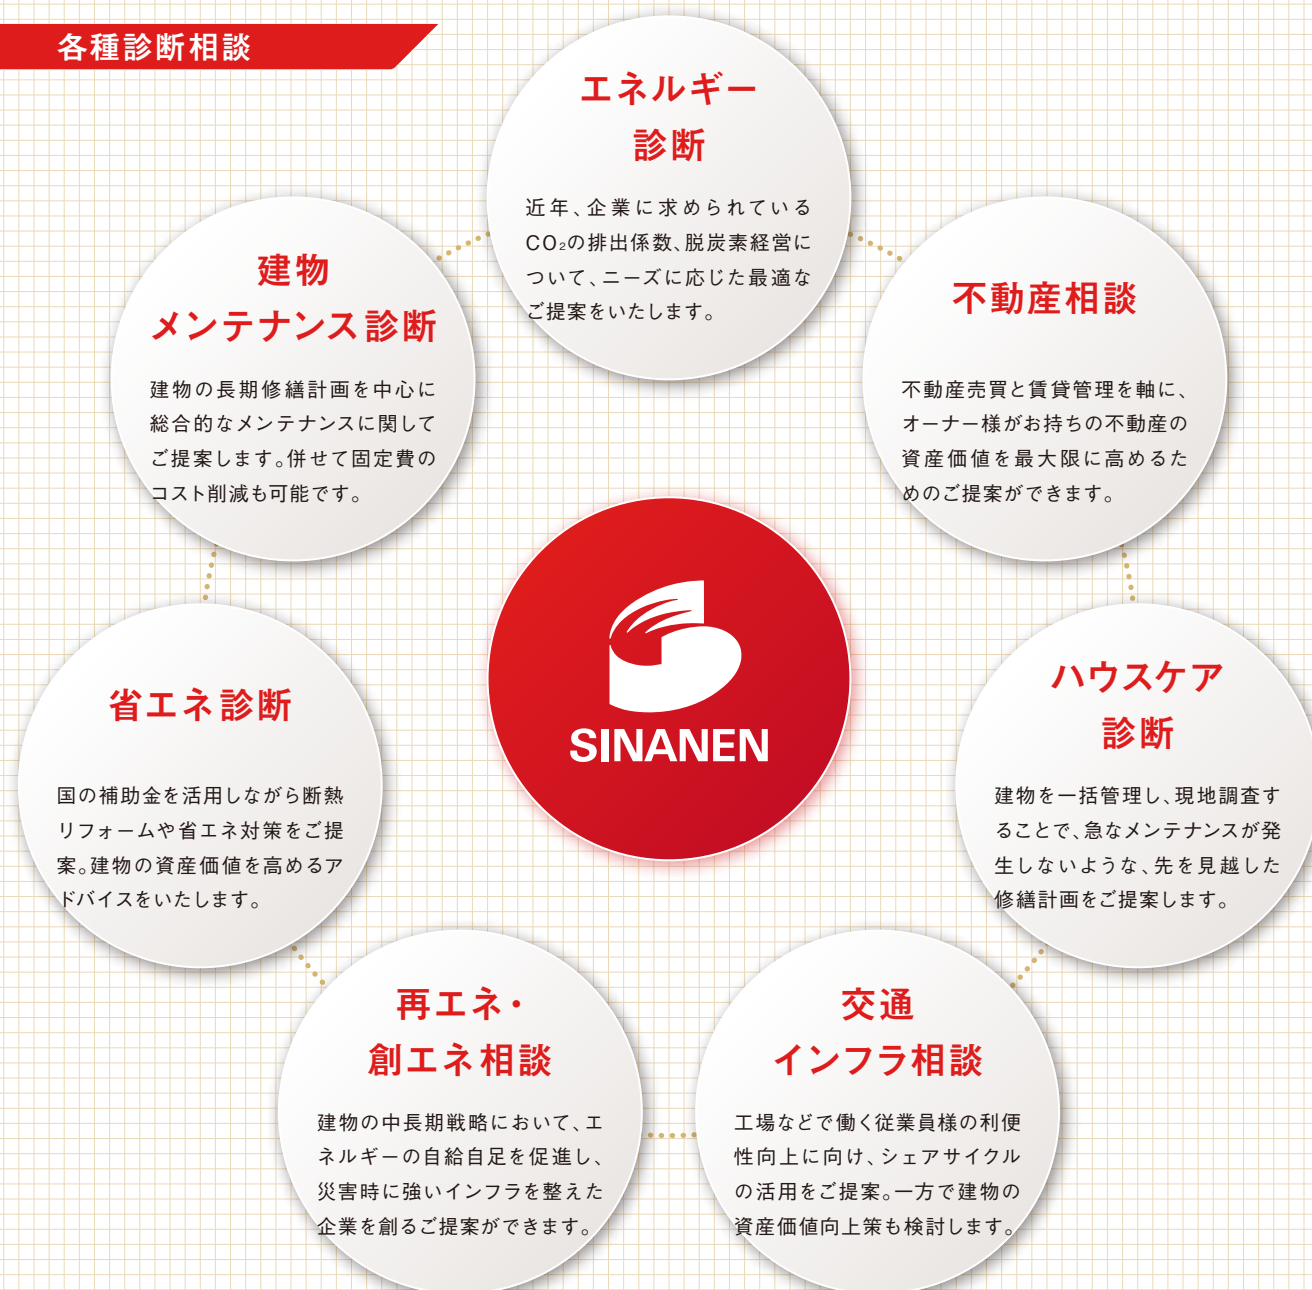 各種診断相談
エネルギー
診断
近年、企業に求められている
CO₂の排出係数、脱炭素経営に
ついて、ニーズに応じた最適な
ご提案をいたします。
不動産相談
不動産売買と賃貸管理を軸に、
オーナー様がお持ちの不動産の
資産価値を最大限に高めるた
めのご提案ができます。
ハウスケア
診断
建物を一括管理し、現地調査す
ることで、急なメンテナンスが発
生しないような、先を見越した
修繕計画をご提案します。
交通
インフラ相談
工場などで働く従業員様の利便
性向上に向け、シェアサイクル
の活用をご提案。一方で建物の
資産価値向上策も検討します。
再エネ・
創エネ相談
建物の中長期戦略において、エ
ネルギーの自給自足を促進し、
災害時に強いインフラを整えた
企業を創るご提案ができます。
省エネ診断
国の補助金を活用しながら断熱
リフォームや省エネ対策をご提
案。建物の資産価値を高めるア
ドバイスをいたします。
建物
メンテナンス診断
建物の長期修繕計画を中心に
総合的なメンテナンスに関して
ご提案します。併せて固定費の
コスト削減も可能です。
SINANEN